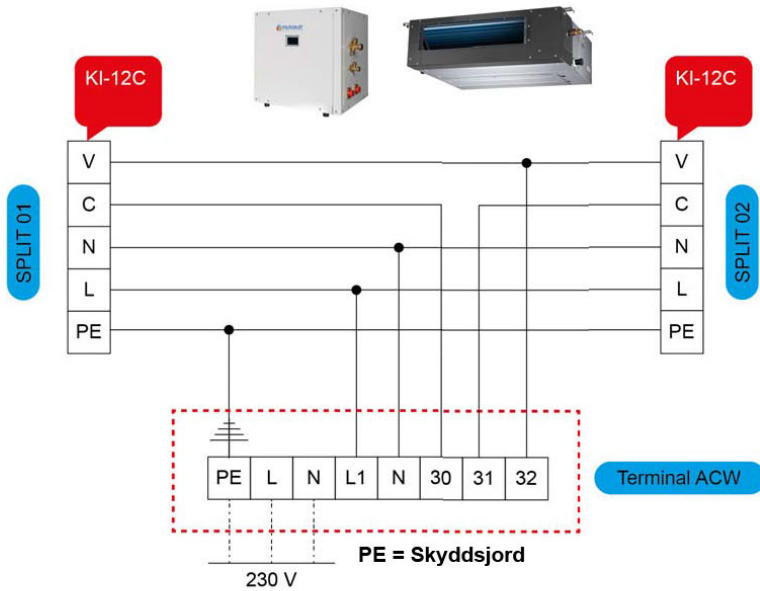 KI-12C
KI-12C
SPLIT 01
V
C
N
L
PE
V
C
N
L
PE
SPLIT 02
PE L N L1 N 30 31 32
Terminal ACW
PE = Skyddsjord
230 V